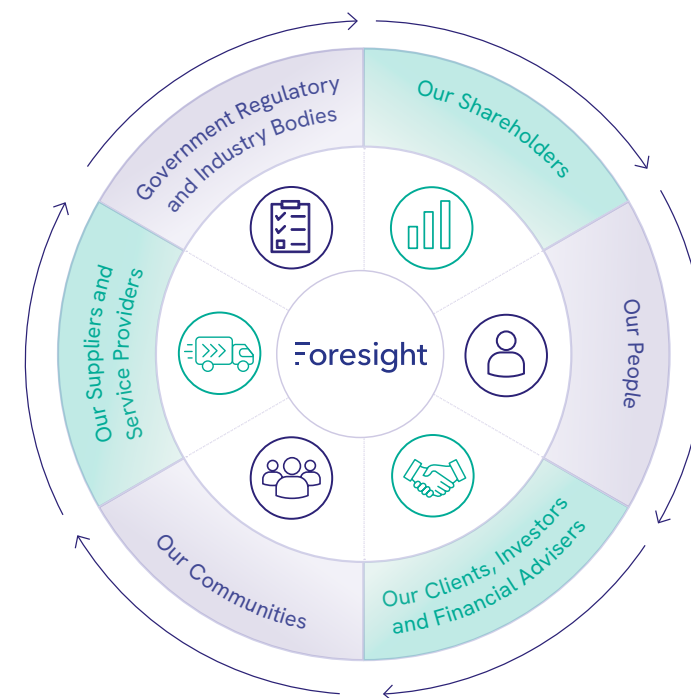 Our Shareholders
Our People
Our Clients, Investors
and Financial Advisers
Our Communities
Our Suppliers and
Service Providers
Government Regulatory
and Industry Bodies
Foresight